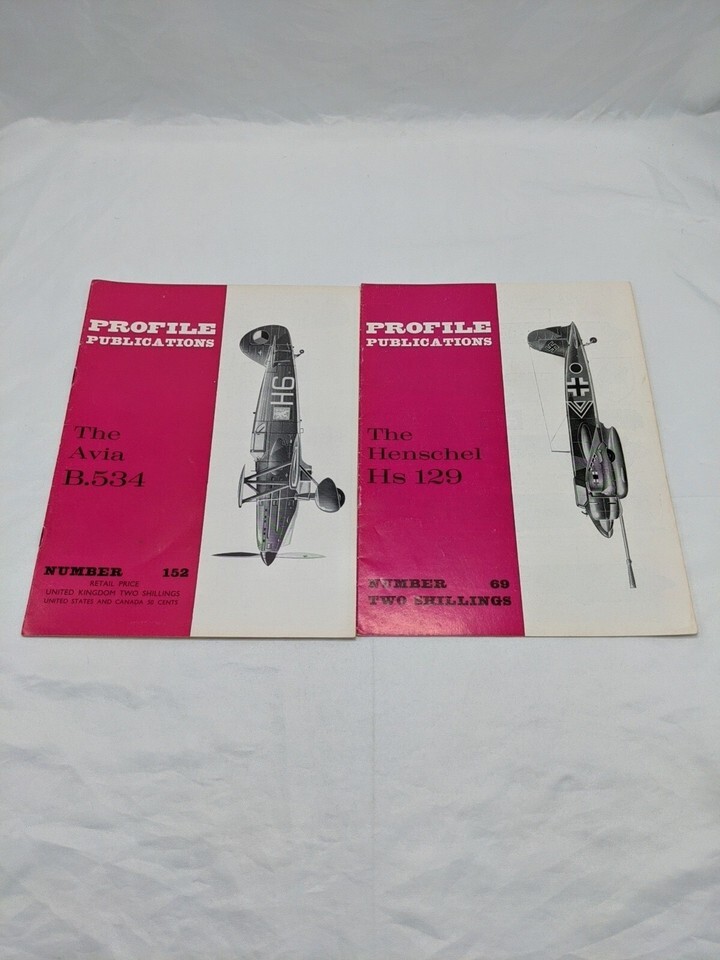 PROFILE
PUBLICATIONS
The
Avia
B.534
NUMBER 152
RETAIL PRICE
UNITED KINGDOM TWO SHILLINGS
UNITED STATES AND CANADA 50 CENTS
H6
PROFILE
PUBLICATIONS
The
Henschel
Hs 129
NUMBER 69
TWO SHILLINGS